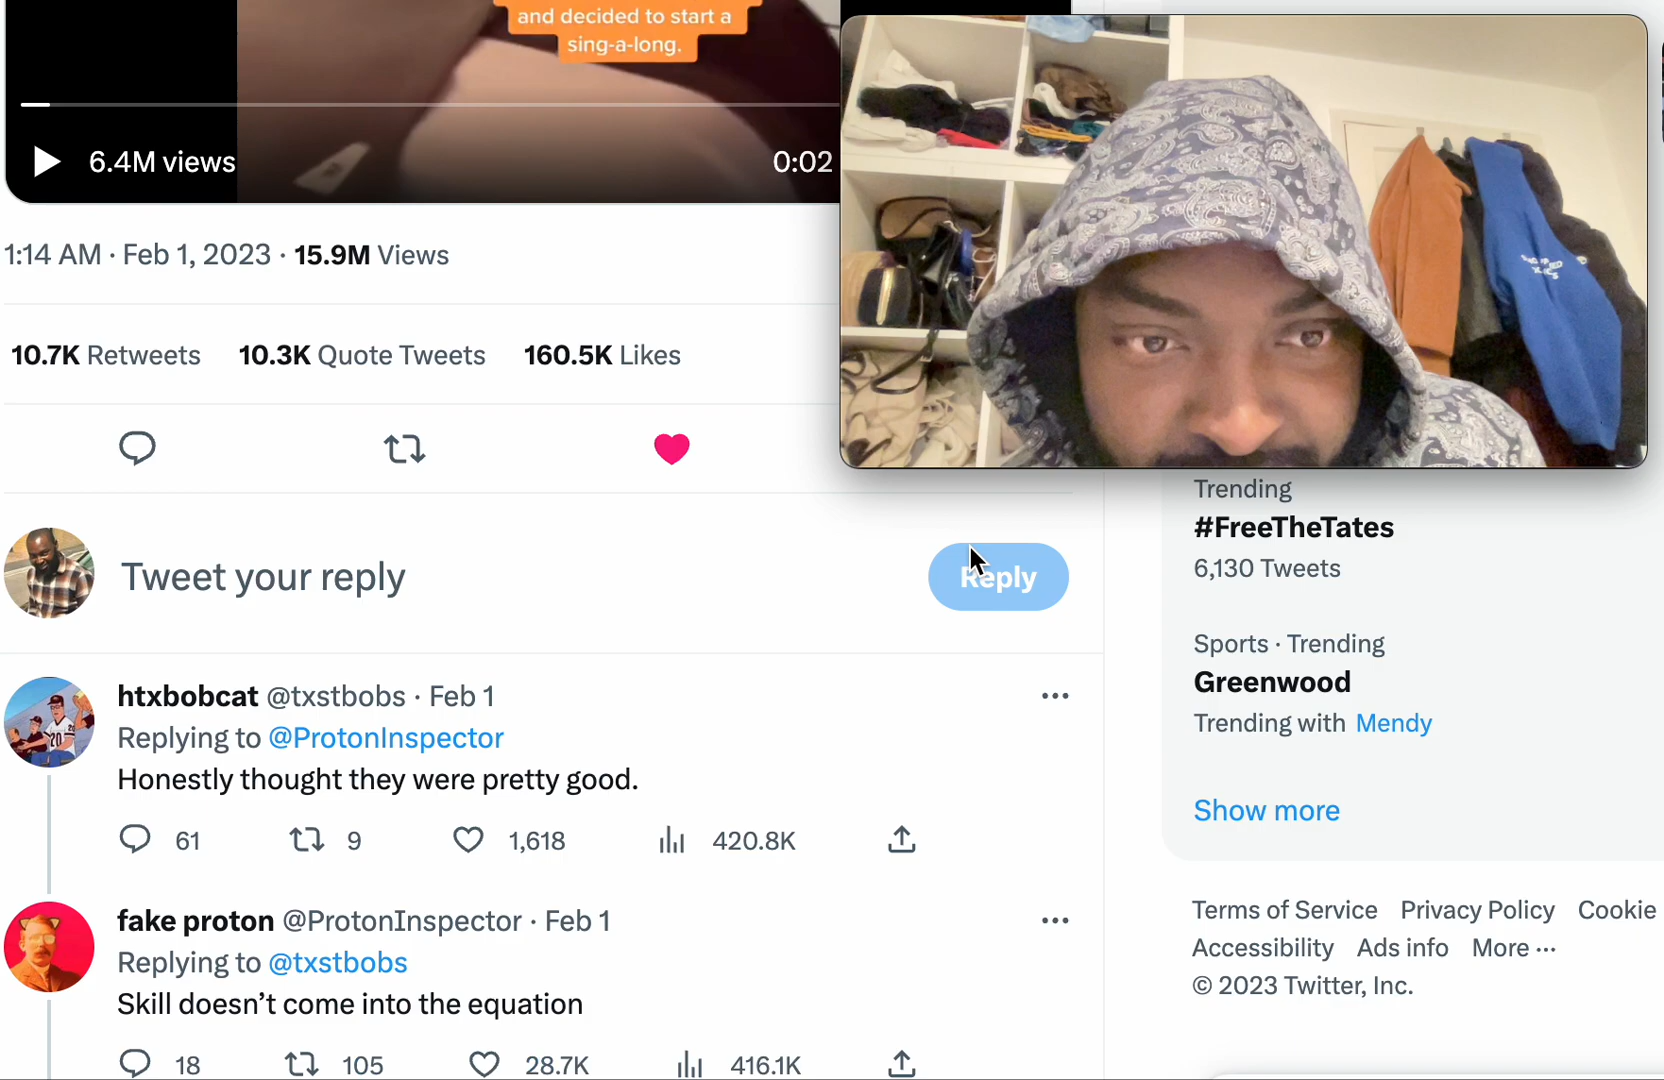 and decided to start a
sing-a-long.
6.4M views
0:02
1:14 AM · Feb 1, 2023 · 15.9M Views
10.7K Retweets 10.3K Quote Tweets 160.5K Likes
Tweet your reply
Reply
htxbobcat @txstbobs · Feb 1
Replying to @ProtonInspector
Honestly thought they were pretty good.
61 9 1,618 420.8K
fake proton @ProtonInspector · Feb 1
Replying to @txstbobs
Skill doesn’t come into the equation
18 105 28.7K 416.1K
Trending
#FreeTheTates
6,130 Tweets
Sports · Trending
Greenwood
Trending with Mendy
Show more
Terms of Service Privacy Policy Cookie
Accessibility Ads info More ···
© 2023 Twitter, Inc.